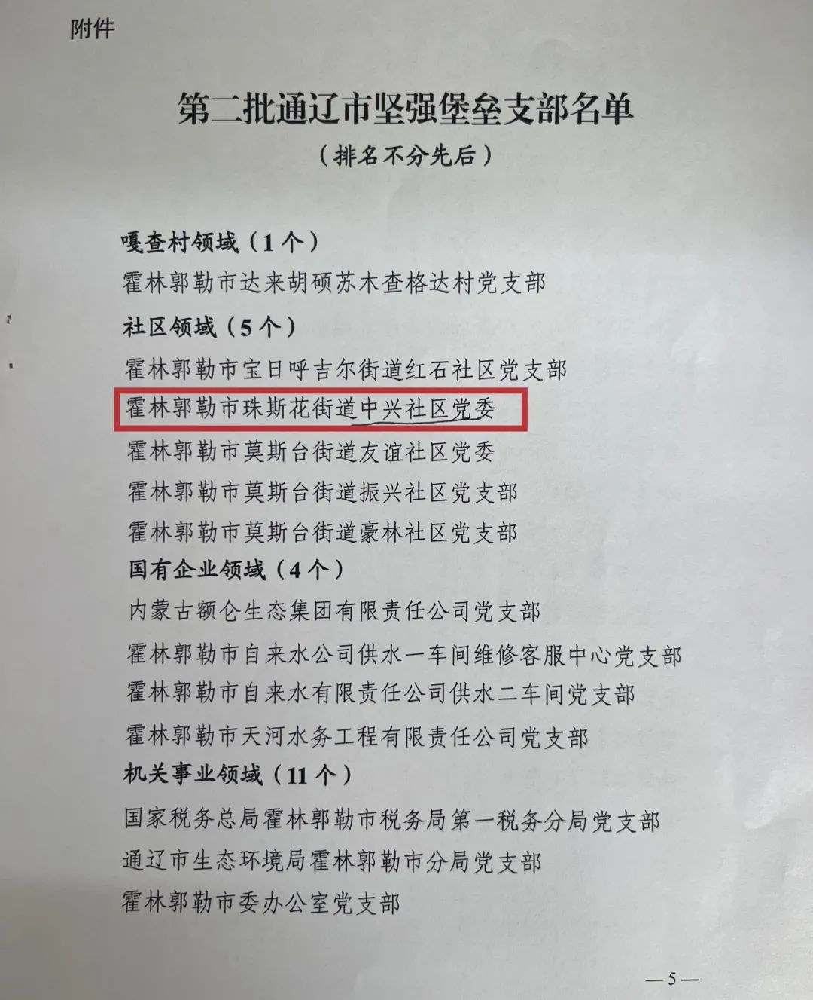 附件
第二批通辽市坚强堡垒支部名单
（排名不分先后）
嘎查村领域（1个）
霍林郭勒市达来胡硕苏木查格达村党支部
社区领域（5个）
霍林郭勒市宝日呼吉尔街道红石社区党支部
霍林郭勒市珠斯花街道中兴社区党委
霍林郭勒市莫斯台街道友谊社区党委
霍林郭勒市莫斯台街道振兴社区党支部
霍林郭勒市莫斯台街道豪林社区党支部
国有企业领域（4个）
内蒙古额仑生态集团有限责任公司党支部
霍林郭勒市自来水公司供水一车间维修客服中心党支部
霍林郭勒市自来水有限责任公司供水二车间党支部
霍林郭勒市天河水务工程有限责任公司党支部
机关事业领域（11个）
国家税务总局霍林郭勒市税务局第一税务分局党支部
通辽市生态环境局霍林郭勒市分局党支部
霍林郭勒市委办公室党支部
—5—